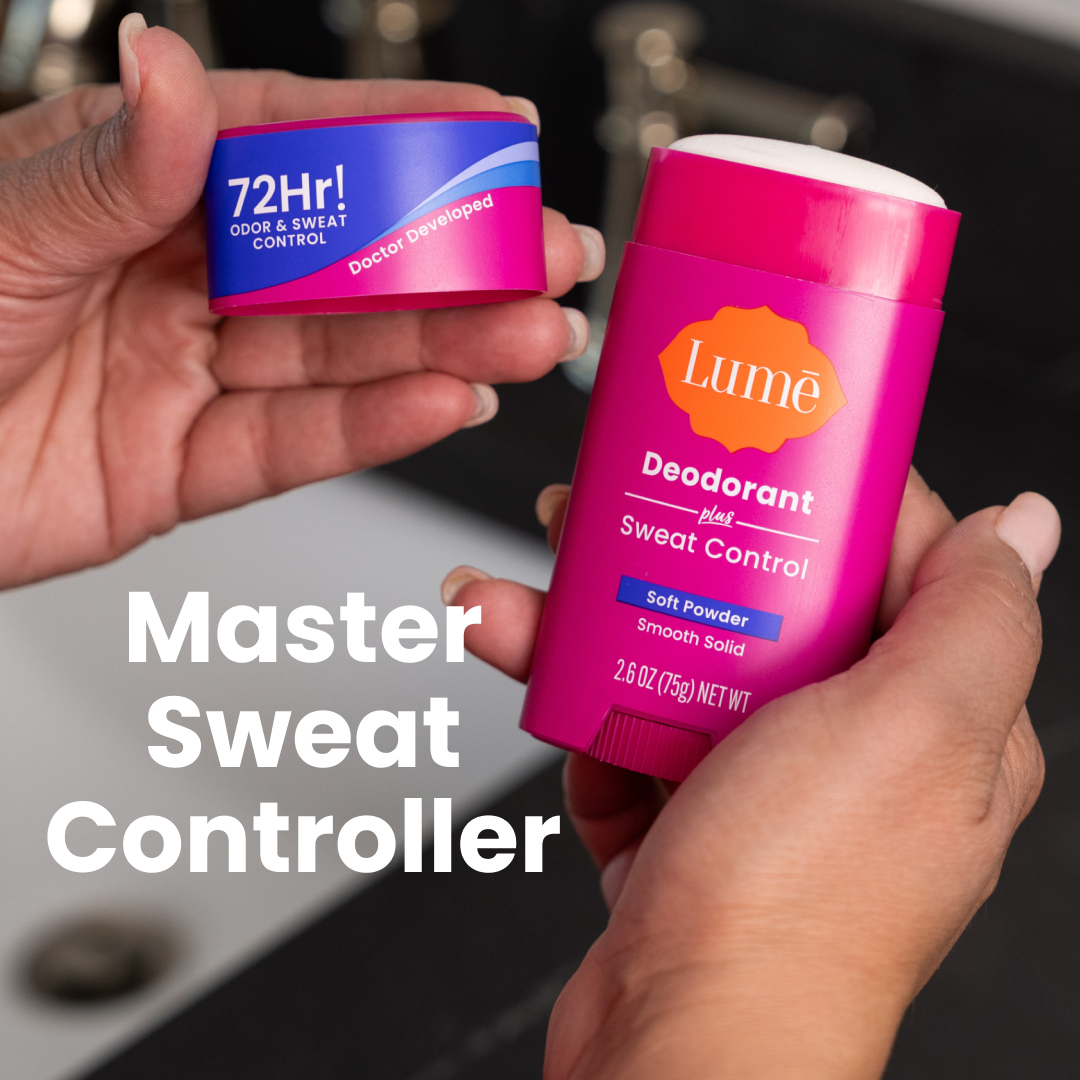 72Hr!
ODOR & SWEAT
CONTROL
Doctor Developed
Lumē
Deodorant
plus
Sweat Control
Soft Powder
Smooth Solid
2.6 OZ (75g) NET WT
Master
Sweat
Controller